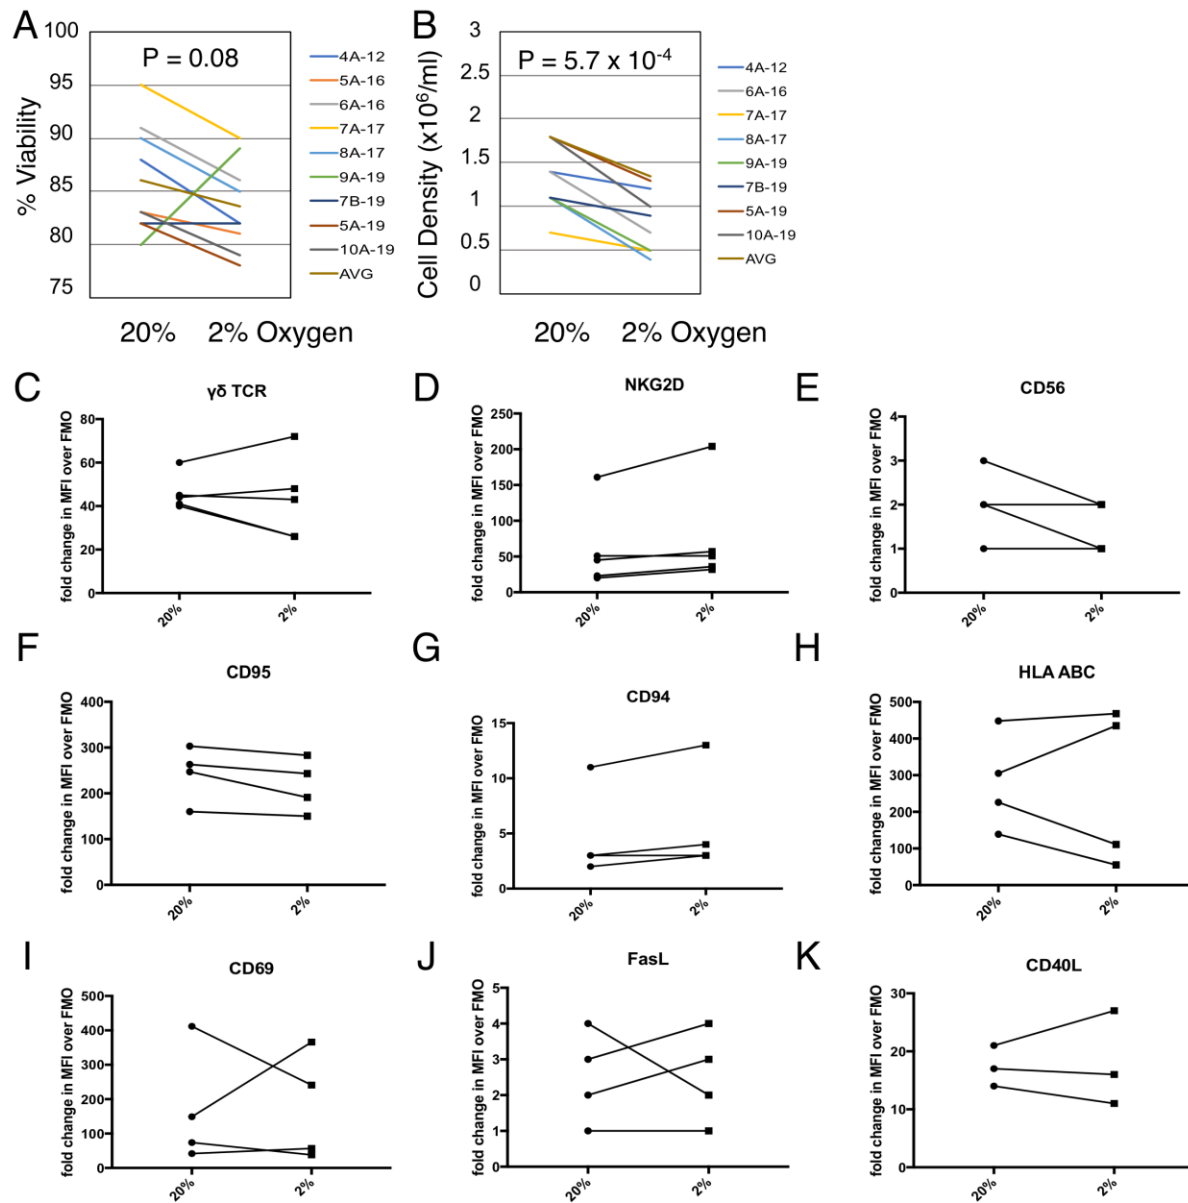 A
% Viability
100
95
90
85
80
75
P = 0.08
20%
2% Oxygen
4A-12
5A-16
6A-16
7A-17
8A-17
9A-19
7B-19
5A-19
10A-19
AVG
B
Cell Density (x10⁶/ml)
3
2.5
2
1.5
1
0.5
0
P = 5.7 x 10⁻⁴
20%
2% Oxygen
4A-12
6A-16
7A-17
8A-17
9A-19
7B-19
5A-19
10A-19
AVG
C
γδ TCR
fold change in MFI over FMO
80
60
40
20
0
20%
2%
D
NKG2D
fold change in MFI over FMO
250
200
150
100
50
0
20%
2%
E
CD56
fold change in MFI over FMO
4
3
2
1
0
20%
2%
F
CD95
fold change in MFI over FMO
400
300
200
100
0
20%
2%
G
CD94
fold change in MFI over FMO
15
10
5
0
20%
2%
H
HLA ABC
fold change in MFI over FMO
500
400
300
200
100
0
20%
2%
I
CD69
fold change in MFI over FMO
500
400
300
200
100
0
20%
2%
J
FasL
fold change in MFI over FMO
5
4
3
2
1
0
20%
2%
K
CD40L
fold change in MFI over FMO
30
20
10
0
20%
2%